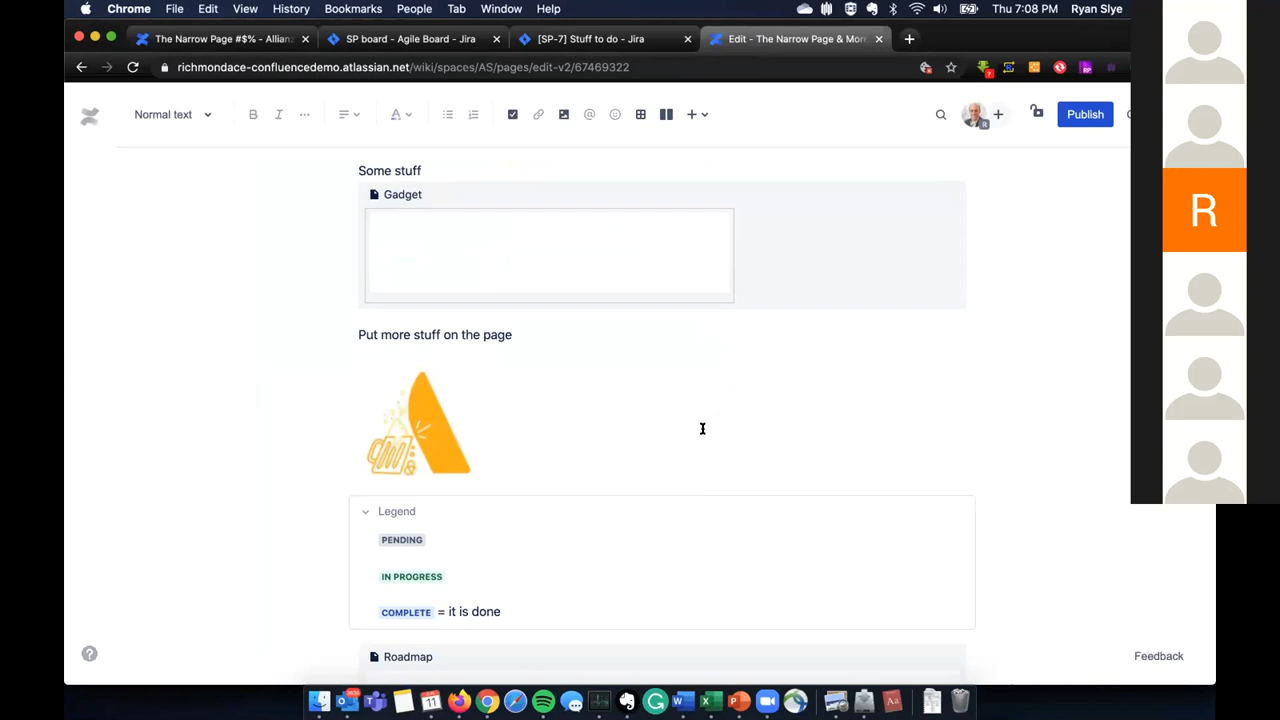 Chrome File Edit View History Bookmarks People Tab Window Help Thu 7:08 PM Ryan Slye
The Narrow Page #$% - Allian SP board - Agile Board - Jira [SP-7] Stuff to do - Jira Edit - The Narrow Page & More
richmondace-confluencedemo.atlassian.net/wiki/spaces/AS/pages/edit-v2/67469322
Normal text B I A Publish
R
Some stuff
Gadget
Put more stuff on the page
Legend
PENDING
IN PROGRESS
COMPLETE = it is done
Roadmap
Feedback